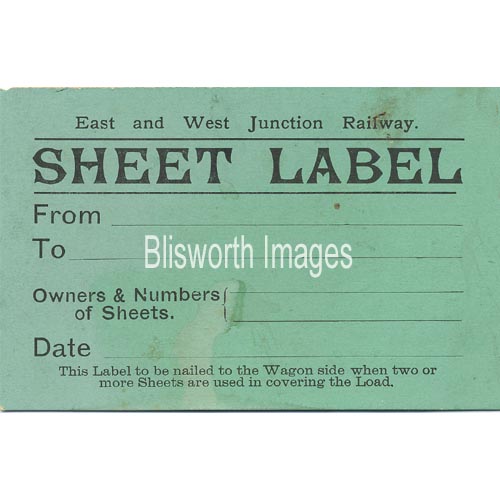 East and West Junction Railway.
SHEET LABEL
From
To
Blisworth Images
Owners & Numbers
of Sheets.
Date
This Label to be nailed to the Wagon side when two or
more Sheets are used in covering the Load.